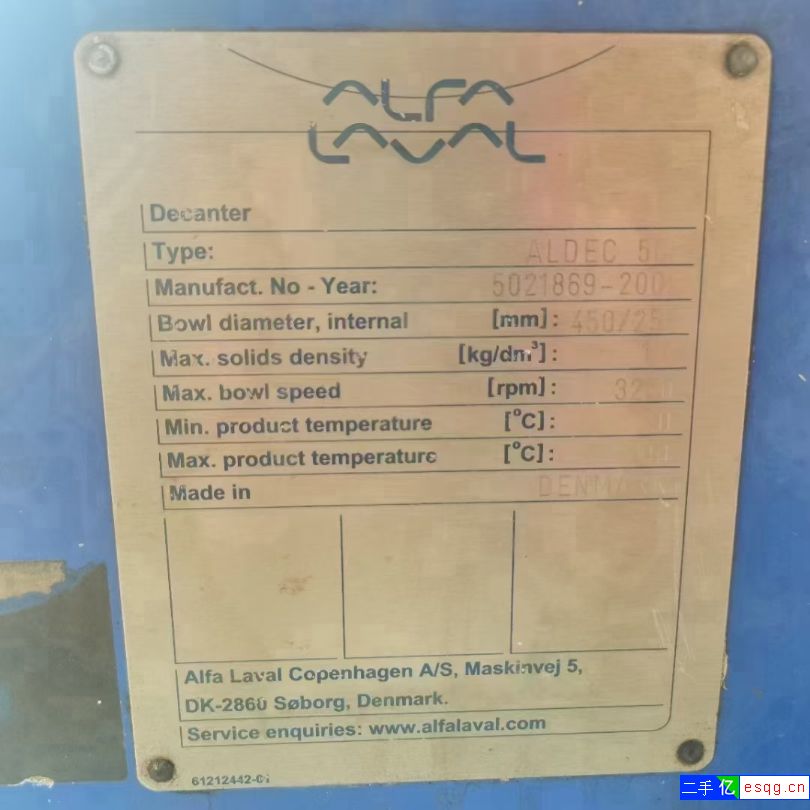 ALFA
LAVAL
Decanter
Type: ALDEC
Manufact. No - Year:
Bowl diameter, internal [mm]:
Max. solids density [kg/dm³]:
Max. bowl speed [rpm]:
Min. product temperature [°C]:
Max. product temperature [°C]:
Made in
Alfa Laval Copenhagen A/S, Maskinvej 5,
DK-2860 Søborg, Denmark.
Service enquiries: www.alfalaval.com
二手亿 esqg.cn